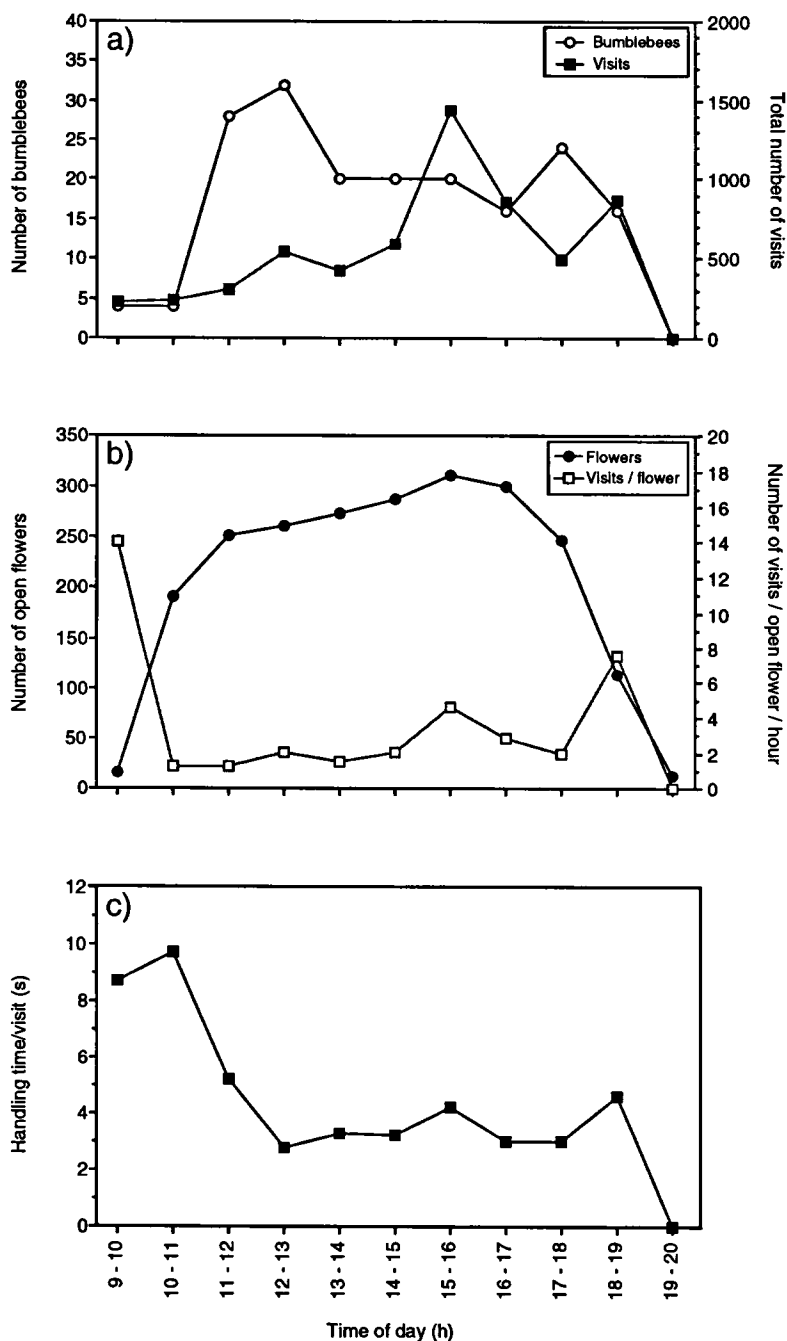 a)
Bumblebees
Visits
Number of bumblebees
40
35
30
25
20
15
10
5
0
2000
1500
1000
500
0
Total number of visits
b)
Flowers
Visits / flower
Number of open flowers
350
300
250
200
150
100
50
0
20
18
16
14
12
10
8
6
4
2
0
Number of visits / open flower / hour
c)
Handling time/visit (s)
12
10
8
6
4
2
0
9 - 10
10 - 11
11 - 12
12 - 13
13 - 14
14 - 15
15 - 16
16 - 17
17 - 18
18 - 19
19 - 20
Time of day (h)